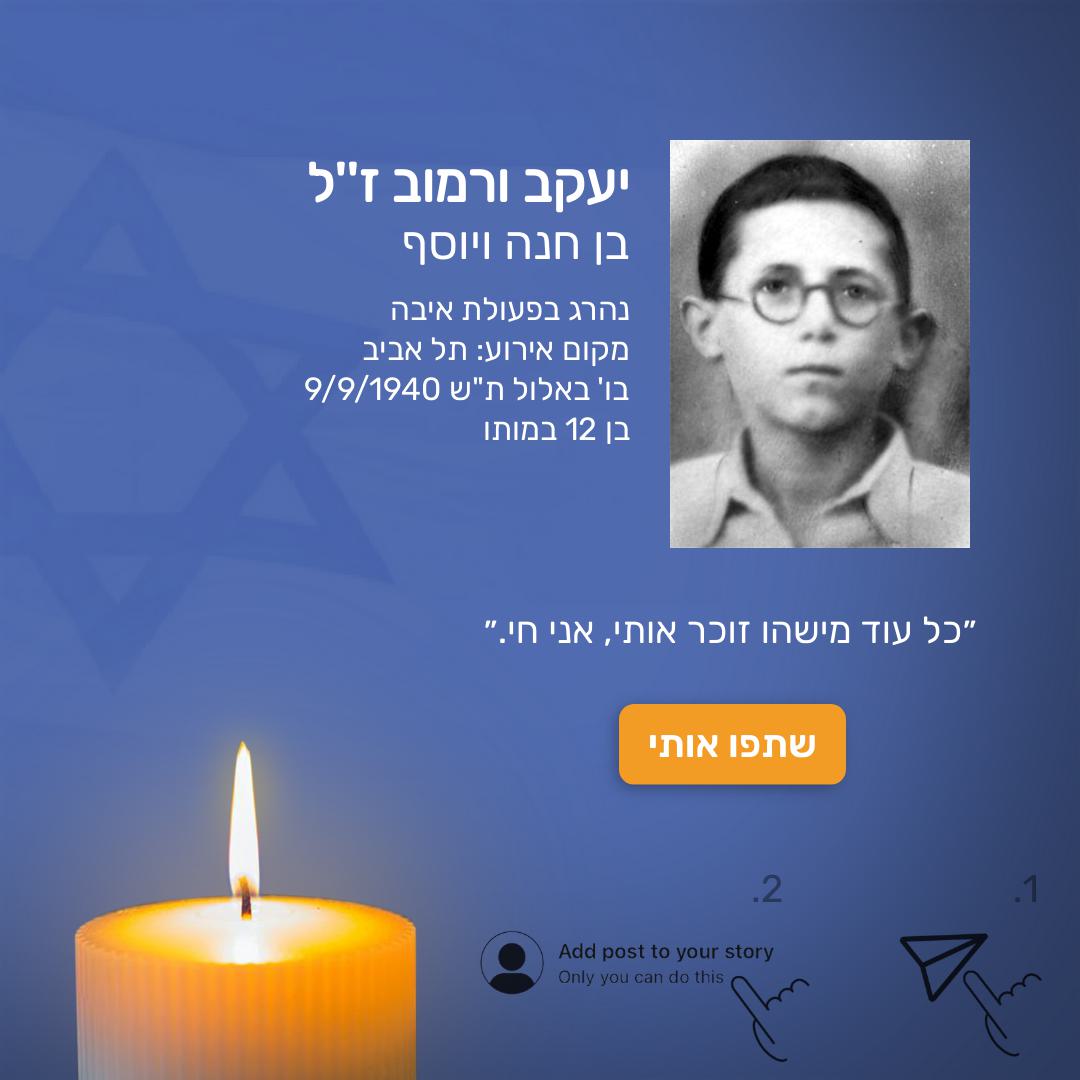 יעקב ורמוב ז"ל
בן חנה ויוסף
נהרג בפעולת איבה
מקום אירוע: תל אביב
בו' באלול ת"ש 9/9/1940
בן 12 במותו
״כל עוד מישהו זוכר אותי, אני חי.״
שתפו אותי
.1
.2
Add post to your story
Only you can do this